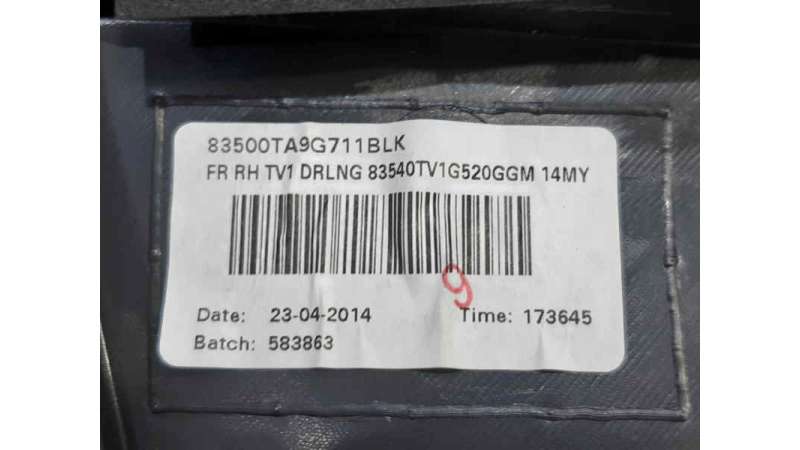 83500TA9G711BLK
FR RH TV1 DRLNG 83540TV1G520GGM 14MY
9
Date: 23-04-2014 Time: 173645
Batch: 583863